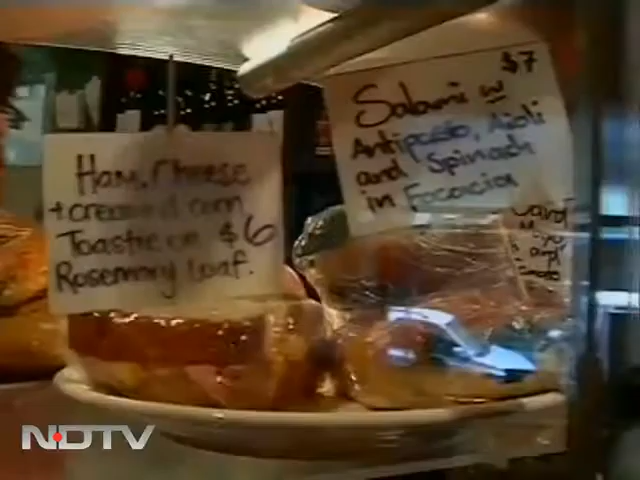 Ham, Cheese
+ creamed corn
Toastie on $6
Rosemary Loaf.
$7
Salami w
Antipasto, Aioli
and Spinach
in Focaccia
NDTV